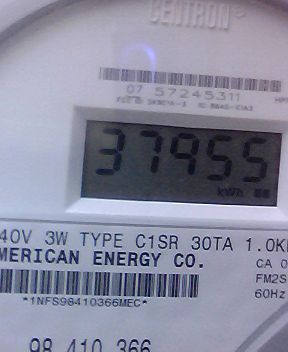 CENTRON
07 57245311
37955
kWh
40V 3W TYPE C1SR 30TA 1.0K
MERICAN ENERGY CO.
CA 0
FM2S
60Hz
*1NFS98410366MEC*
98 410 366